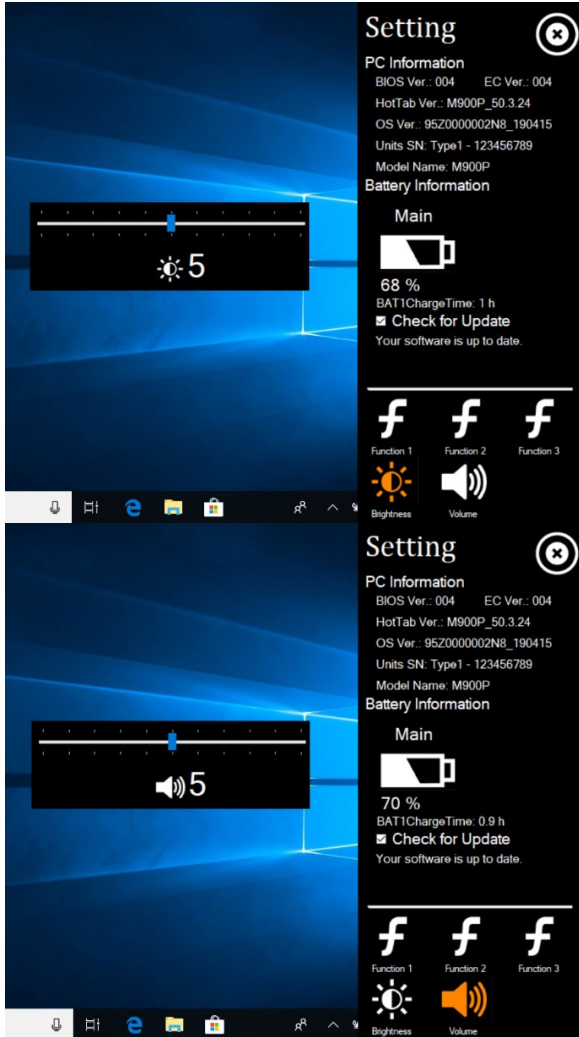 Setting
PC Information
BIOS Ver.: 004 EC Ver.: 004
HotTab Ver.: M900P_50.3.24
OS Ver.: 95Z0000002N8_190415
Units SN: Type1 - 123456789
Model Name: M900P
Battery Information
Main
68 %
BAT1ChargeTime: 1 h
Check for Update
Your software is up to date.
5
Function 1 Function 2 Function 3
Brightness Volume
Setting
PC Information
BIOS Ver.: 004 EC Ver.: 004
HotTab Ver.: M900P_50.3.24
OS Ver.: 95Z0000002N8_190415
Units SN: Type1 - 123456789
Model Name: M900P
Battery Information
Main
70 %
BAT1ChargeTime: 0.9 h
Check for Update
Your software is up to date.
5
Function 1 Function 2 Function 3
Brightness Volume